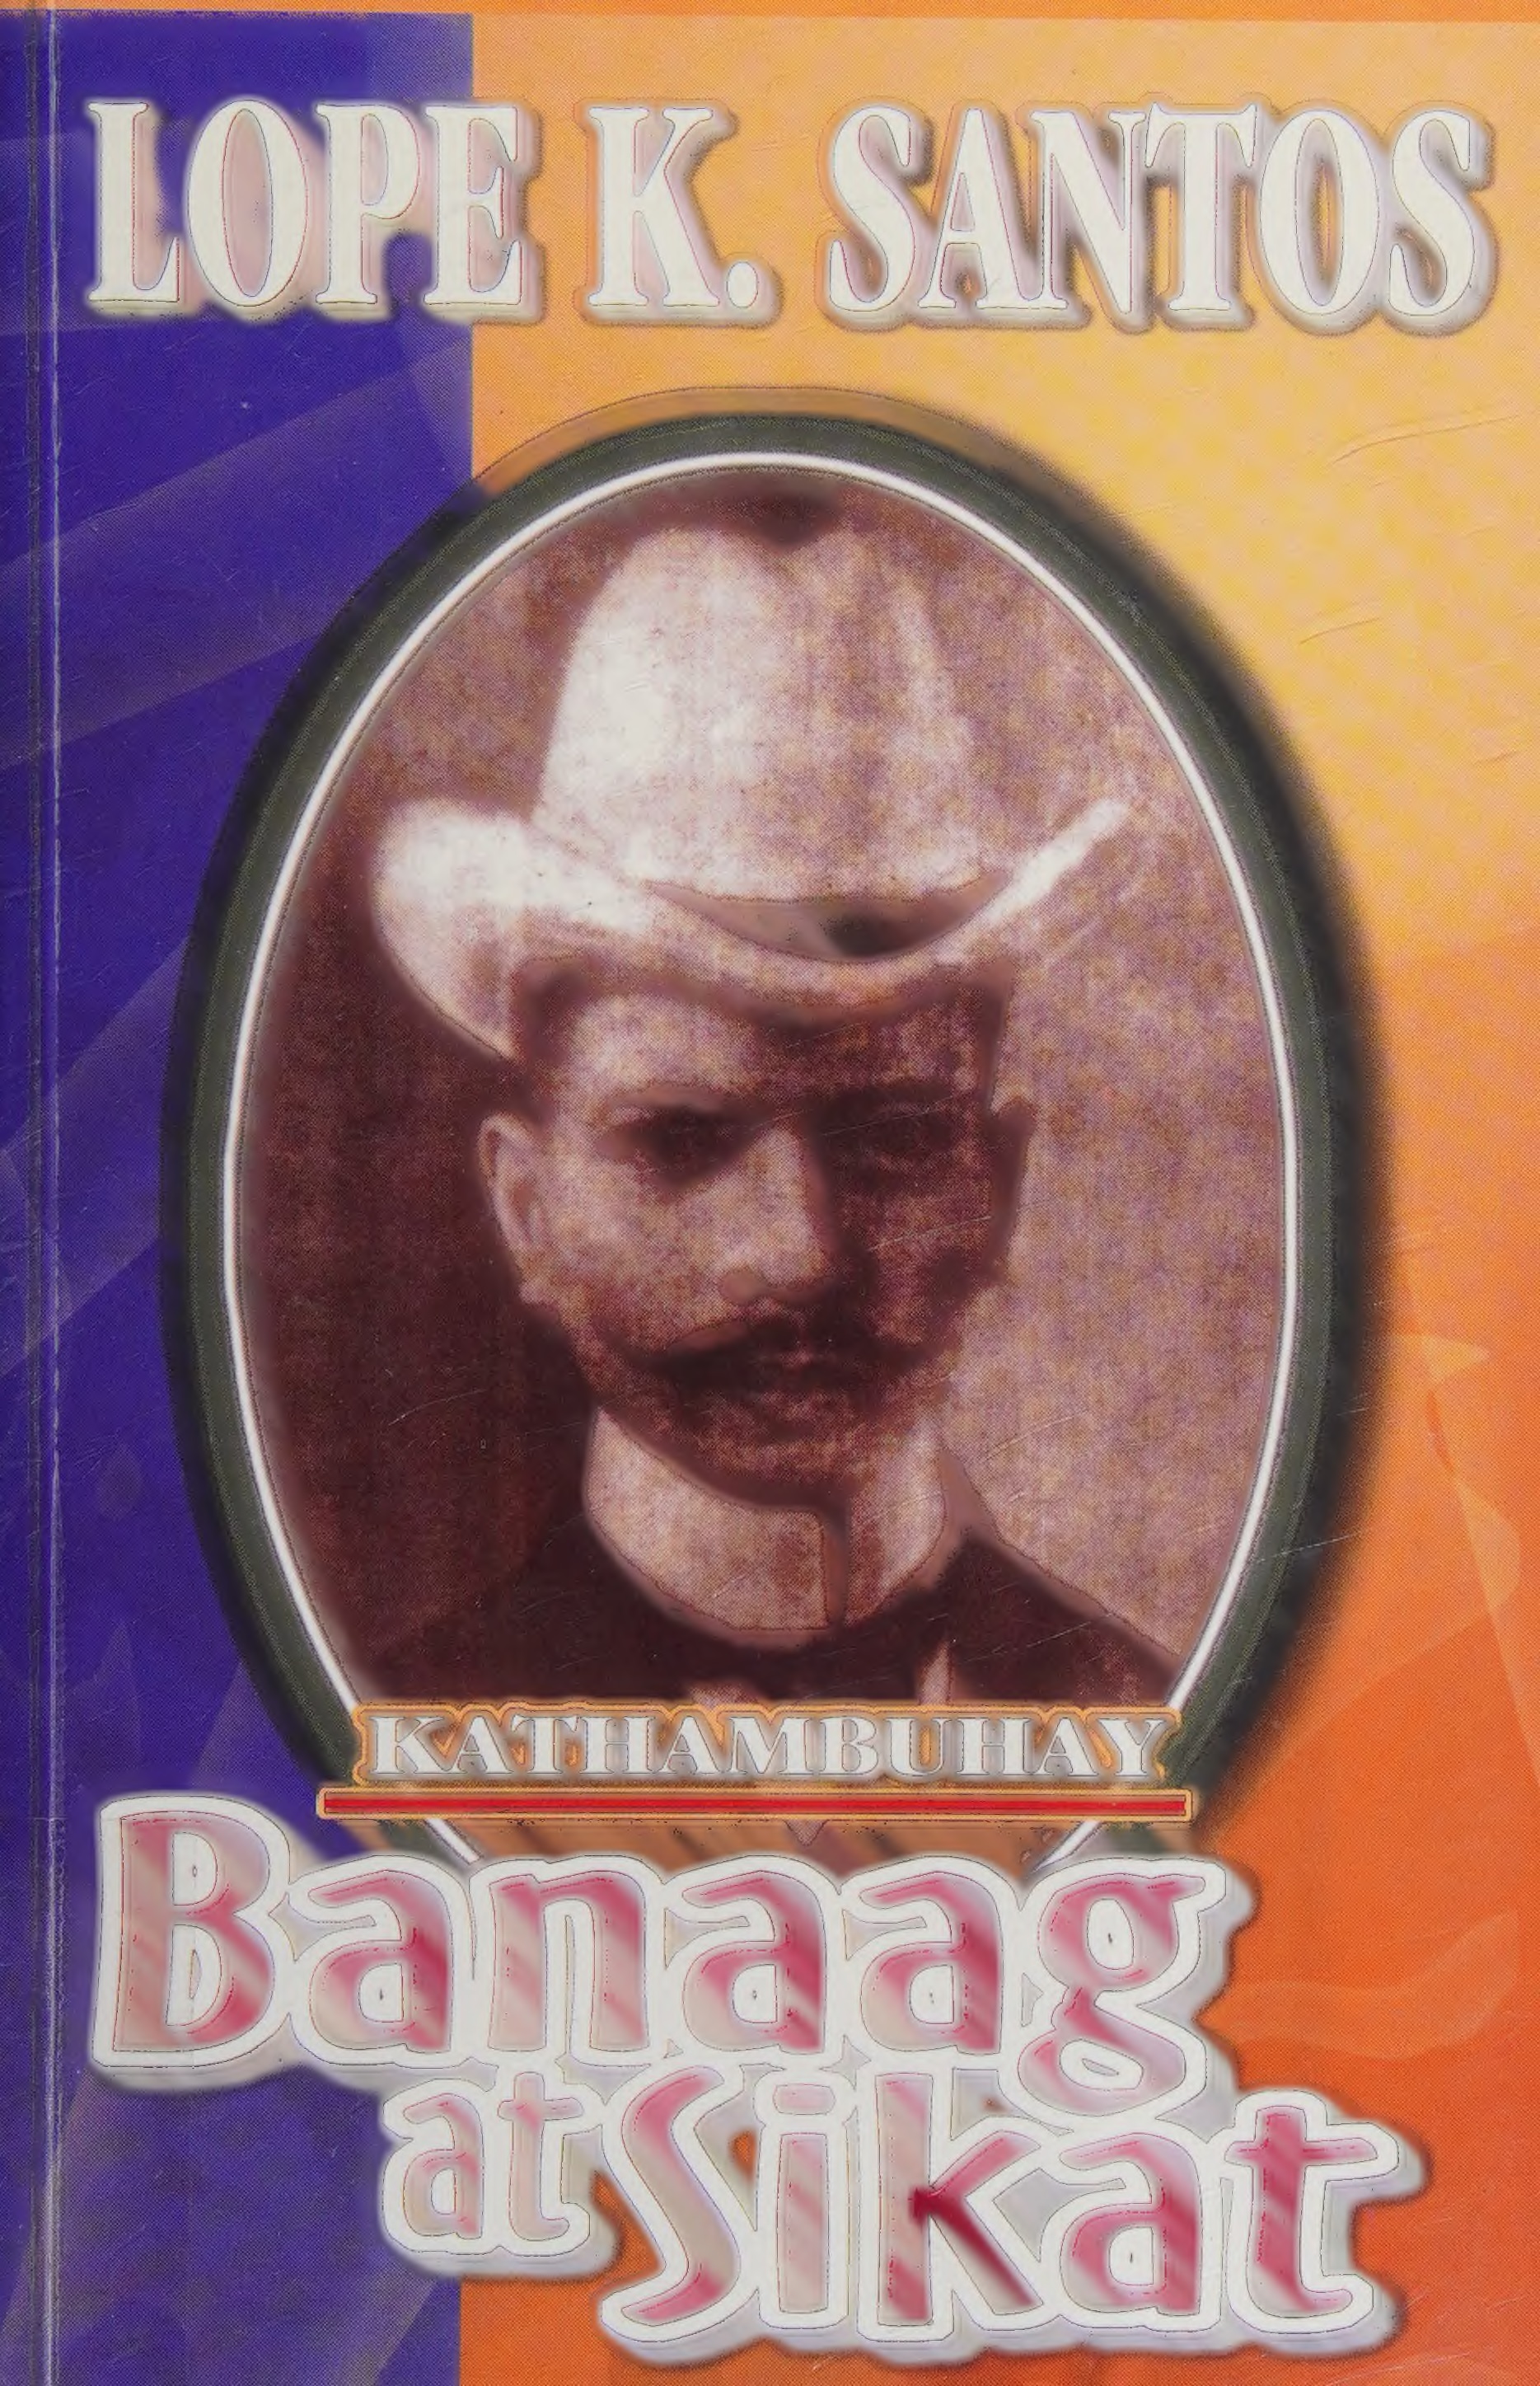 LOPE K. SANTOS
KATHAMBUHAY
Banaag
at Sikat